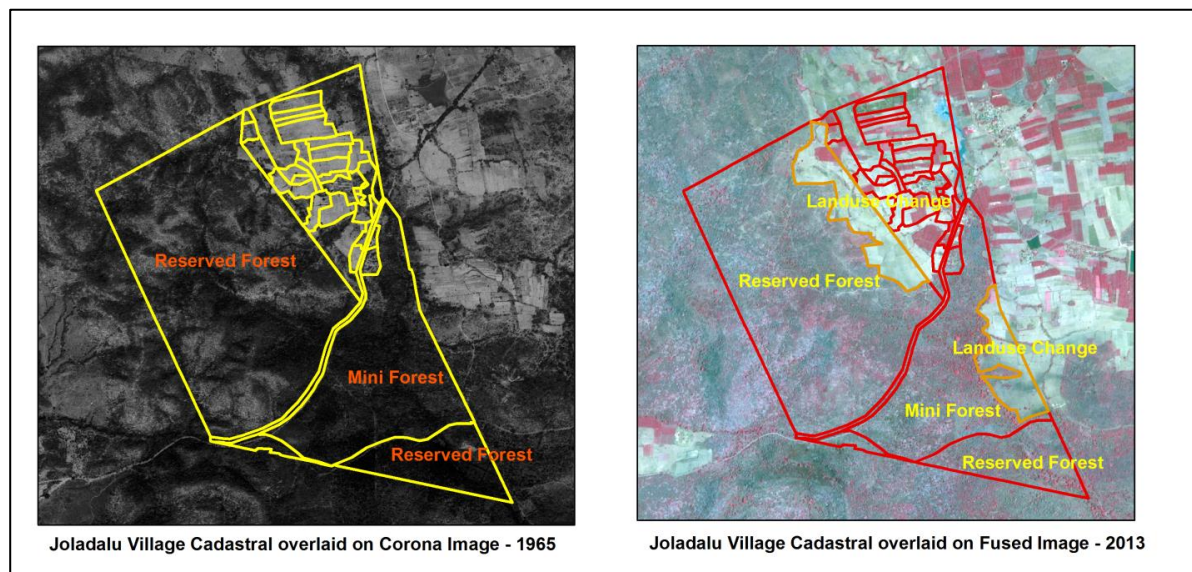 Reserved Forest
Mini Forest
Reserved Forest
Joladalu Village Cadastral overlaid on Corona Image - 1965
Landuse Change
Reserved Forest
Landuse Change
Mini Forest
Reserved Forest
Joladalu Village Cadastral overlaid on Fused Image - 2013